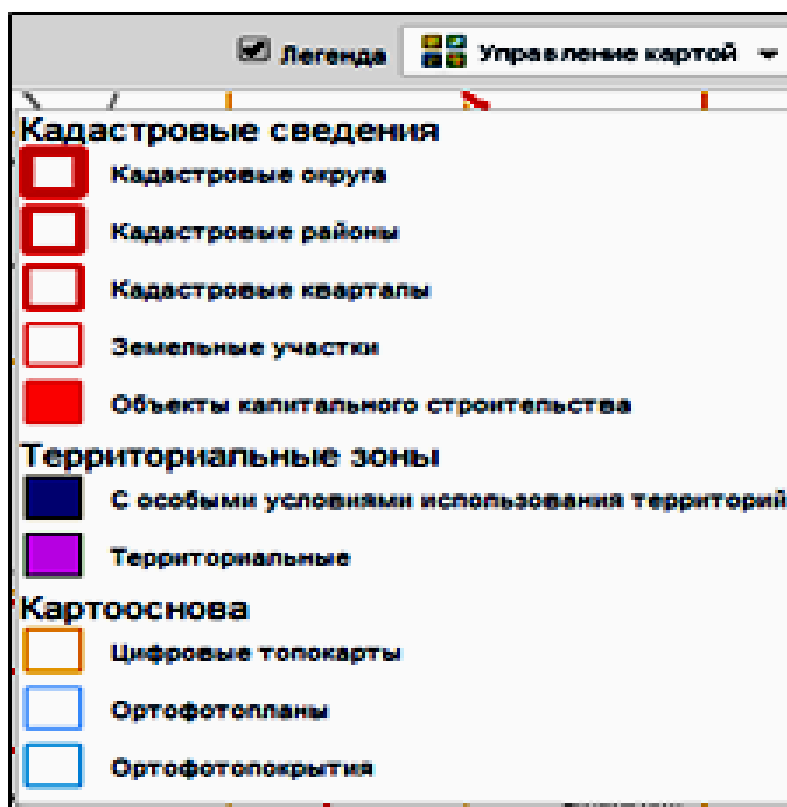 Легенда Управление картой
Кадастровые сведения
Кадастровые округа
Кадастровые районы
Кадастровые кварталы
Земельные участки
Объекты капитального строительства
Территориальные зоны
С особыми условиями использования территорий
Территориальные
Картооснова
Цифровые топокарты
Ортофотопланы
Ортофотопокрытия